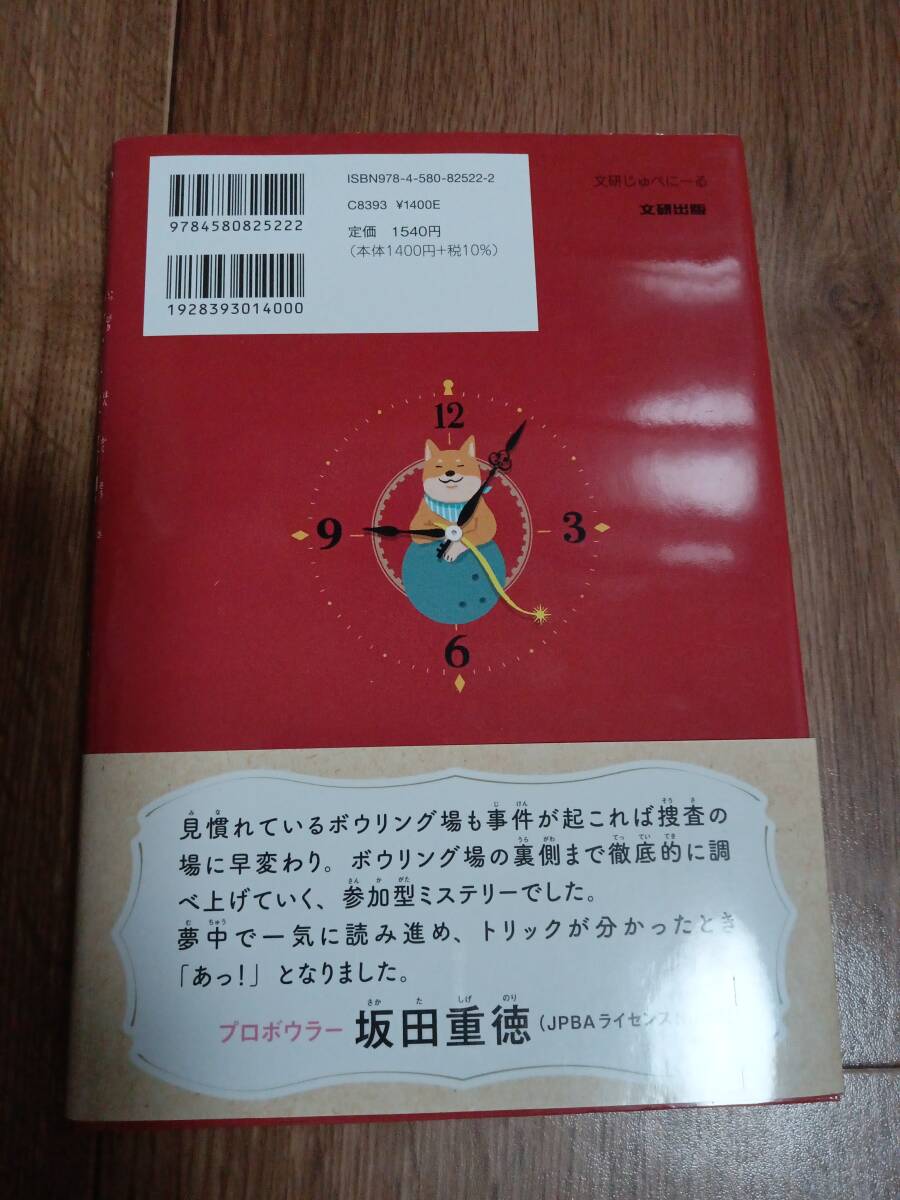 ISBN978-4-580-82522-2
C8393 ¥1400E
定価 1540円
(本体1400円+税10%)
9784580825222
1928393014000
文研じゅべにーる
文研出版
12
3
6
9
見慣れているボウリング場も事件が起これば捜査の
場に早変わり。ボウリング場の裏側まで徹底的に調
べ上げていく、参加型ミステリーでした。
夢中で一気に読み進め、トリックが分かったとき
「あっ!」となりました。
プロボウラー 坂田重徳(JPBAライセンス